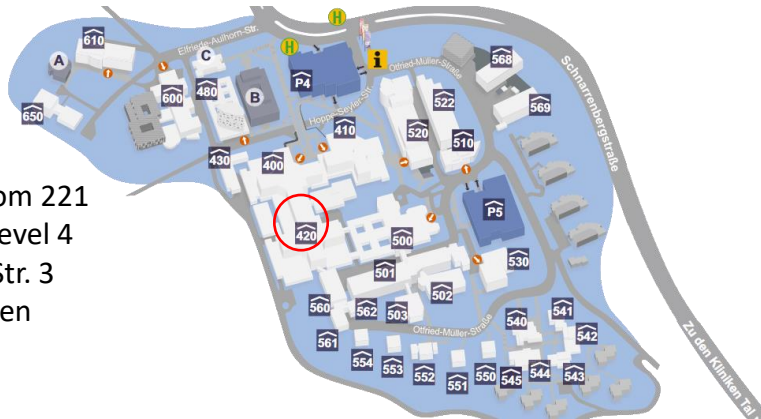 610
A
650
600
Elfriede-Aulhorn-Str.
C
480
B
H
H
P4
i
Hoppe-Seyler-Str.
410
430
400
Otfried-Müller-Straße
520
522
510
568
569
Schnarrenbergstraße
P5
om 221
evel 4
Str. 3
en
420
500
501
502
503
530
560
562
561
554
553
552
551
550
Otfried-Müller-Straße
540
541
542
543
544
545
Zu den Kliniken Tal